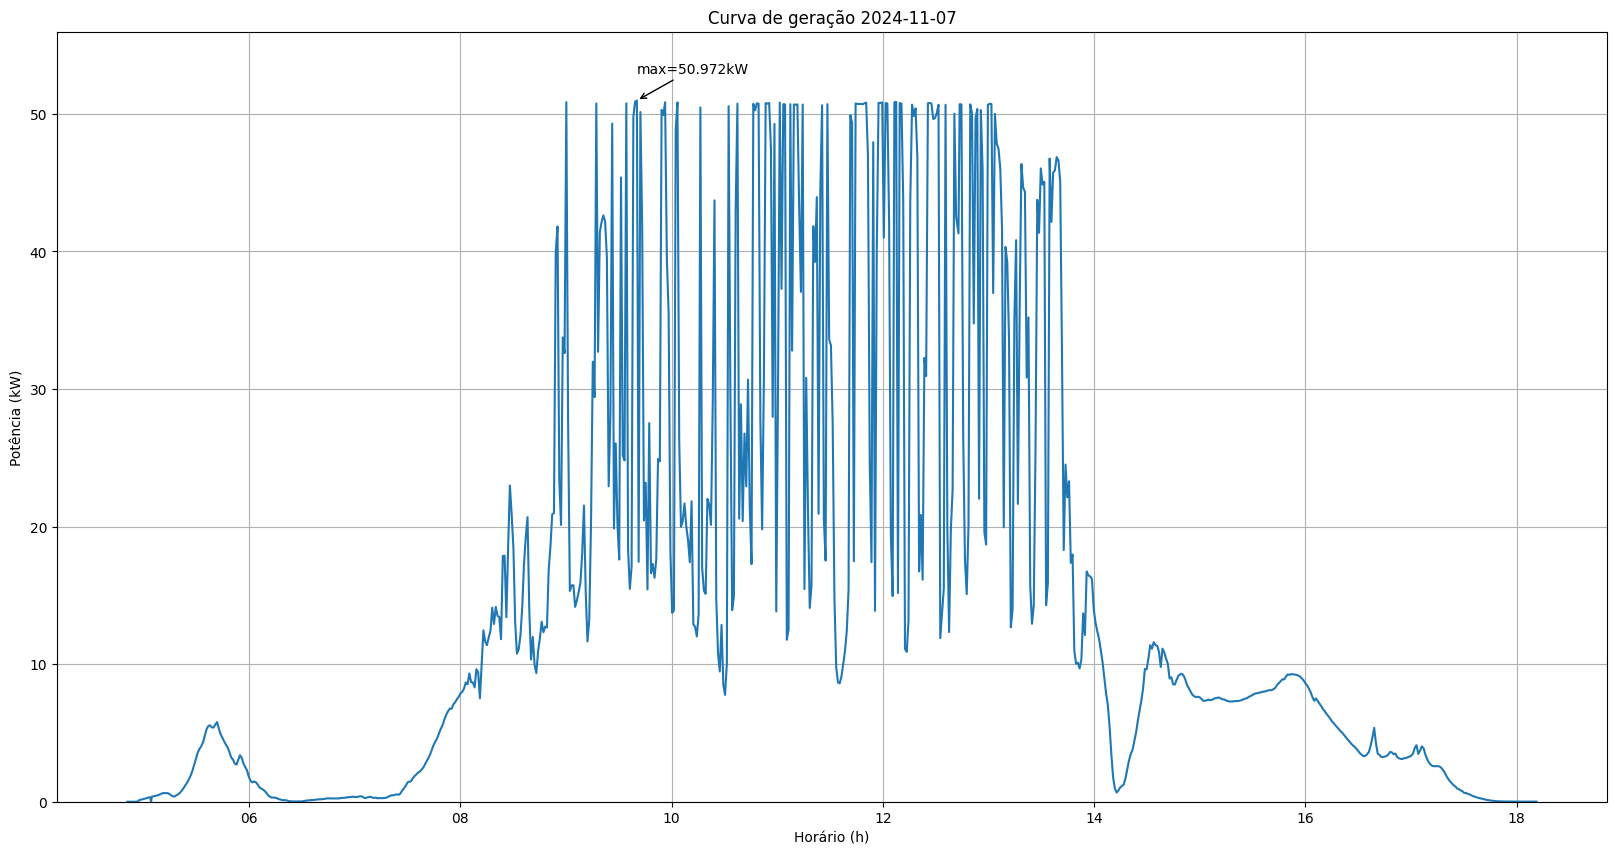 Curva de geração 2024-11-07
max=50.972kW
50
40
30
20
10
0
Potência (kW)
06 08 10 12 14 16 18
Horário (h)